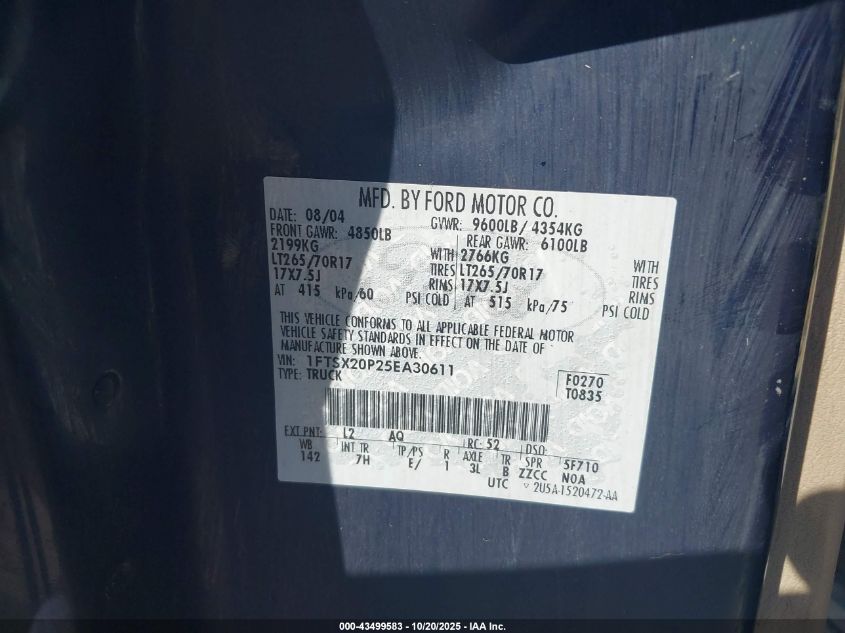 MFD. BY FORD MOTOR CO.
DATE: 08/04 GVWR: 9600LB/ 4354KG
FRONT GAWR: 4850LB REAR GAWR: 6100LB
2199KG WITH 2766KG WITH
LT265/70R17 TIRES LT265/70R17 TIRES
17X7.5J RIMS 17X7.5J RIMS
AT 415 kPa/60 PSI COLD AT 515 kPa/75 PSI COLD
THIS VEHICLE CONFORMS TO ALL APPLICABLE FEDERAL MOTOR
VEHICLE SAFETY STANDARDS IN EFFECT ON THE DATE OF
MANUFACTURE SHOWN ABOVE.
VIN: 1FTSX20P25EA30611 F0270
TYPE: TRUCK T0835
EXT PNT: L2 AQ RC: 52 DSO:
WB INT TR TP/PS R AXLE TR SPR 5F710
142 7H E/ 1 3L B ZZCC NOA
UTC 2U5A-1520472-AA
000-43499583 - 10/20/2025 - IAA Inc.